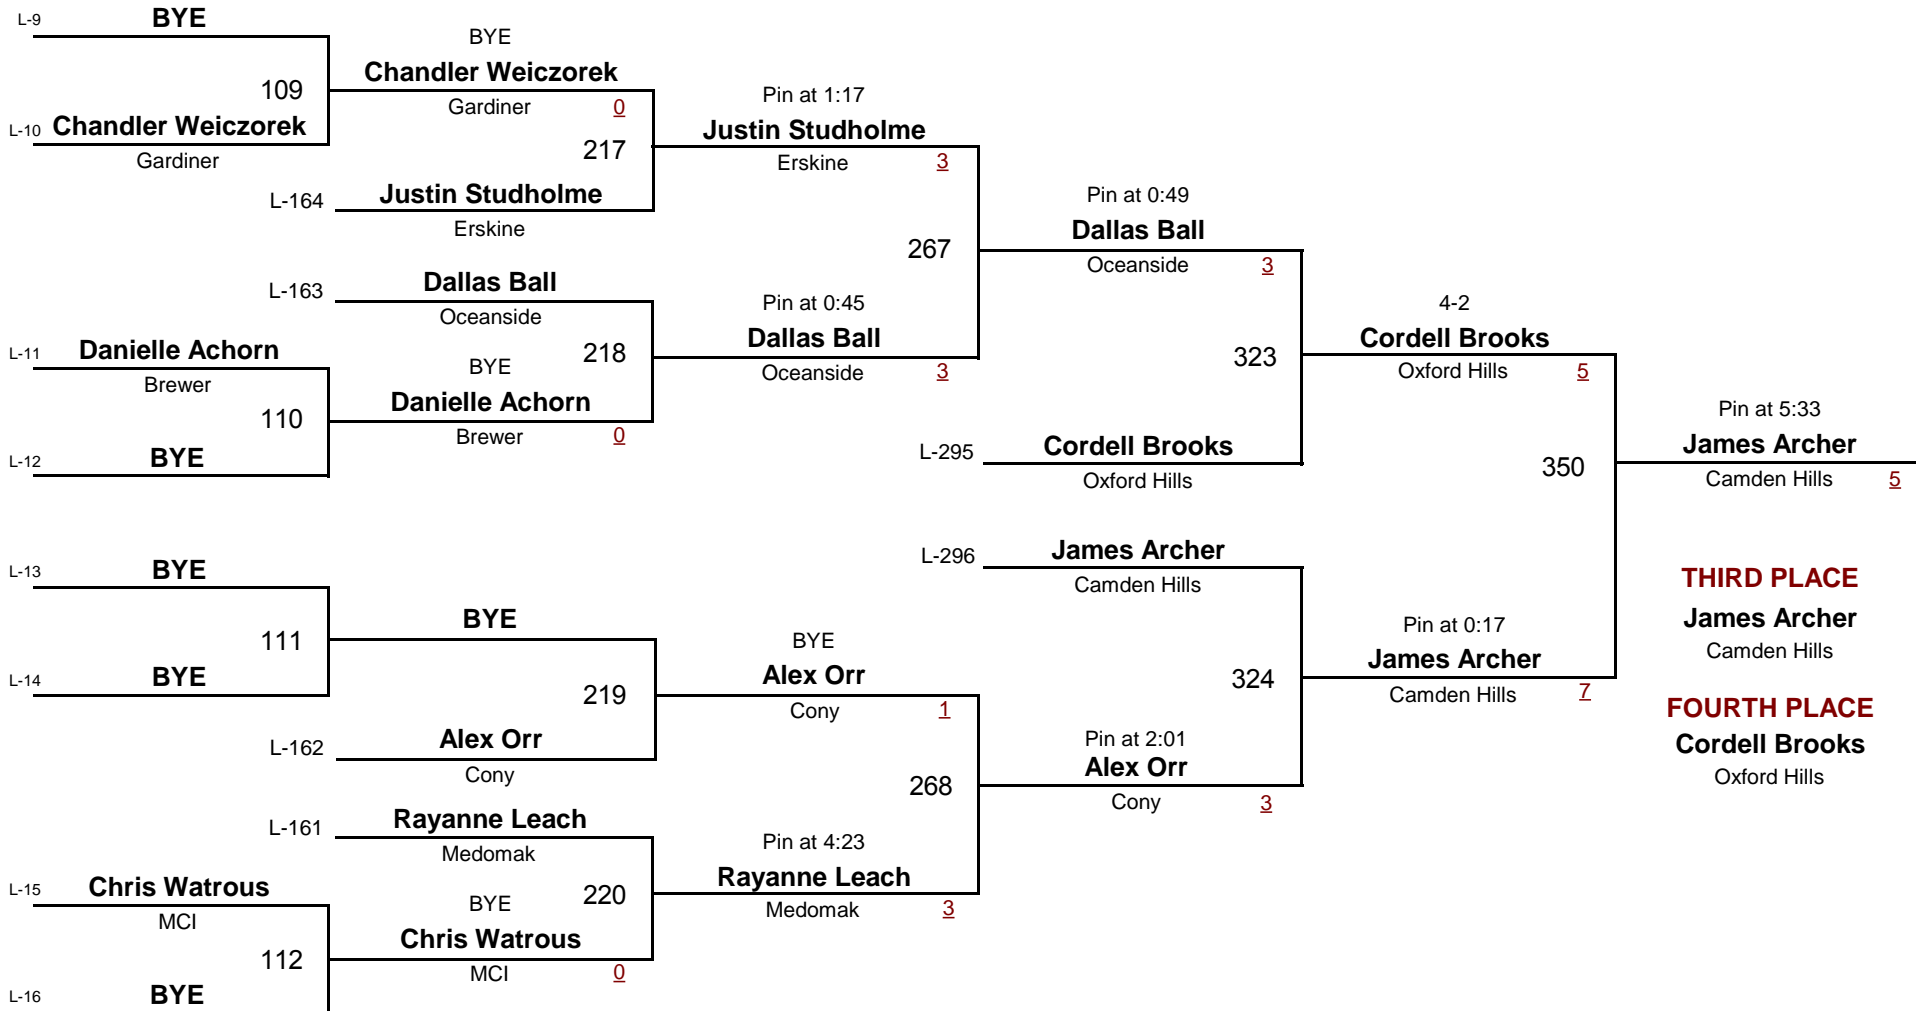 L-9 BYE
109
L-10 Chandler Weiczorek
Gardiner
BYE
Chandler Weiczorek
Gardiner 0
217
L-164 Justin Studholme
Erskine
Pin at 1:17
Justin Studholme
Erskine 3
L-163 Dallas Ball
Oceanside
218
L-11 Danielle Achorn
Brewer
110
L-12 BYE
BYE
Danielle Achorn
Brewer 0
Pin at 0:45
Dallas Ball
Oceanside 3
267
Pin at 0:49
Dallas Ball
Oceanside 3
323
L-295 Cordell Brooks
Oxford Hills
4-2
Cordell Brooks
Oxford Hills 5
350
Pin at 5:33
James Archer
Camden Hills 5
L-13 BYE
111
L-14 BYE
BYE
219
L-162 Alex Orr
Cony
BYE
Alex Orr
Cony 1
L-161 Rayanne Leach
Medomak
220
L-15 Chris Watrous
MCI
112
L-16 BYE
BYE
Chris Watrous
MCI 0
Pin at 4:23
Rayanne Leach
Medomak 3
268
Pin at 2:01
Alex Orr
Cony 3
L-296 James Archer
Camden Hills
324
Pin at 0:17
James Archer
Camden Hills 7
THIRD PLACE
James Archer
Camden Hills
FOURTH PLACE
Cordell Brooks
Oxford Hills